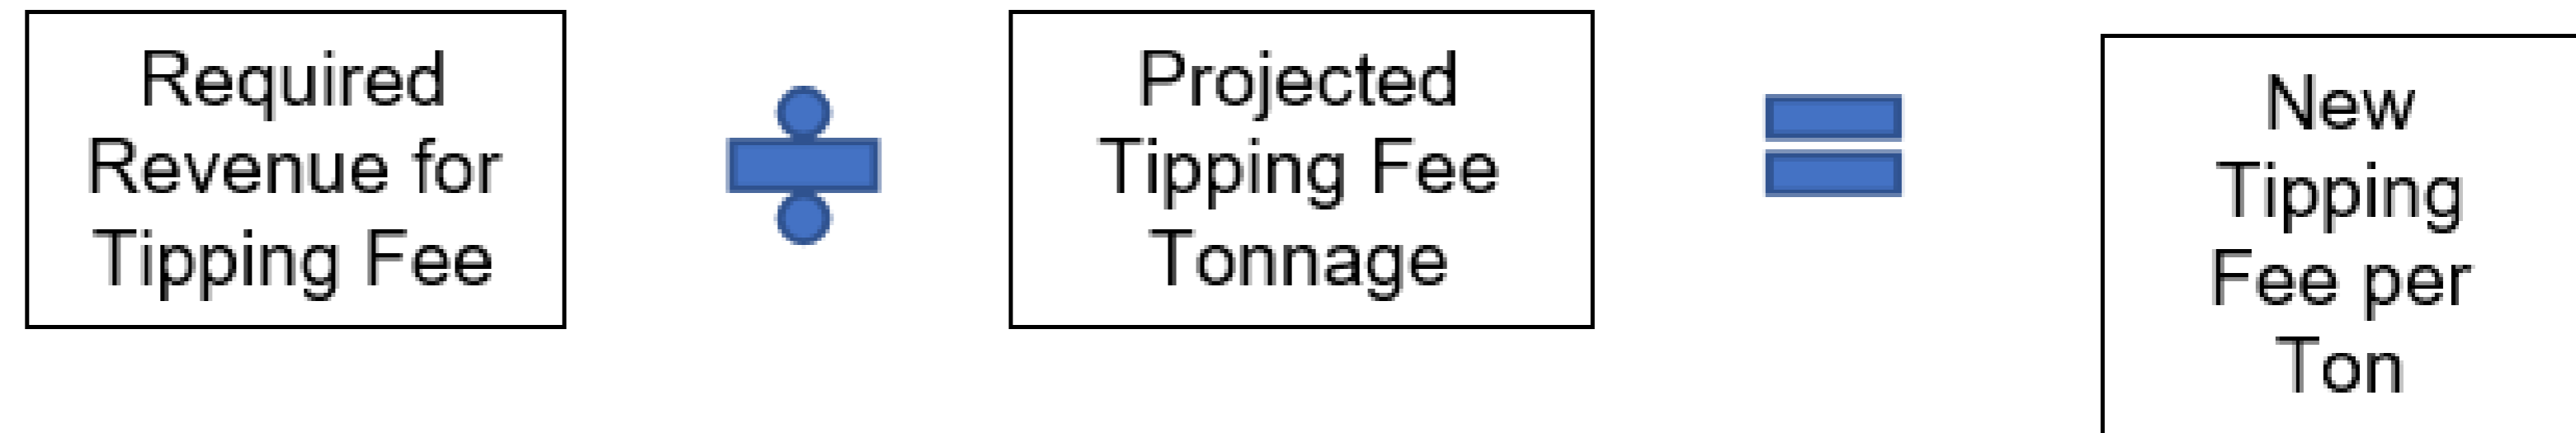 Required
Revenue for
Tipping Fee
÷
Projected
Tipping Fee
Tonnage
=
New
Tipping
Fee per
Ton